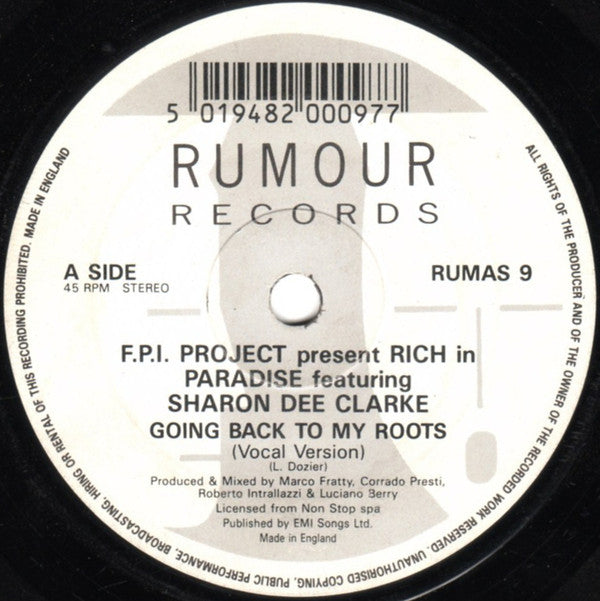 5 019482 000977
RUMOUR
RECORDS
A SIDE
45 RPM STEREO
RUMAS 9
F.P.I. PROJECT present RICH in
PARADISE featuring
SHARON DEE CLARKE
GOING BACK TO MY ROOTS
(Vocal Version)
(L. Dozier)
Produced & Mixed by Marco Fratty, Corrado Presti,
Roberto Intrallazzi & Luciano Berry
Licensed from Non Stop spa
Published by EMI Songs Ltd.
Made in England
ALL RIGHTS OF THE PRODUCER AND OF THE OWNER OF THE RECORDED WORK RESERVED. UNAUTHORISED COPYING, PUBLIC PERFORMANCE, BROADCASTING, HIRING OR RENTAL OF THIS RECORDING PROHIBITED. MADE IN ENGLAND